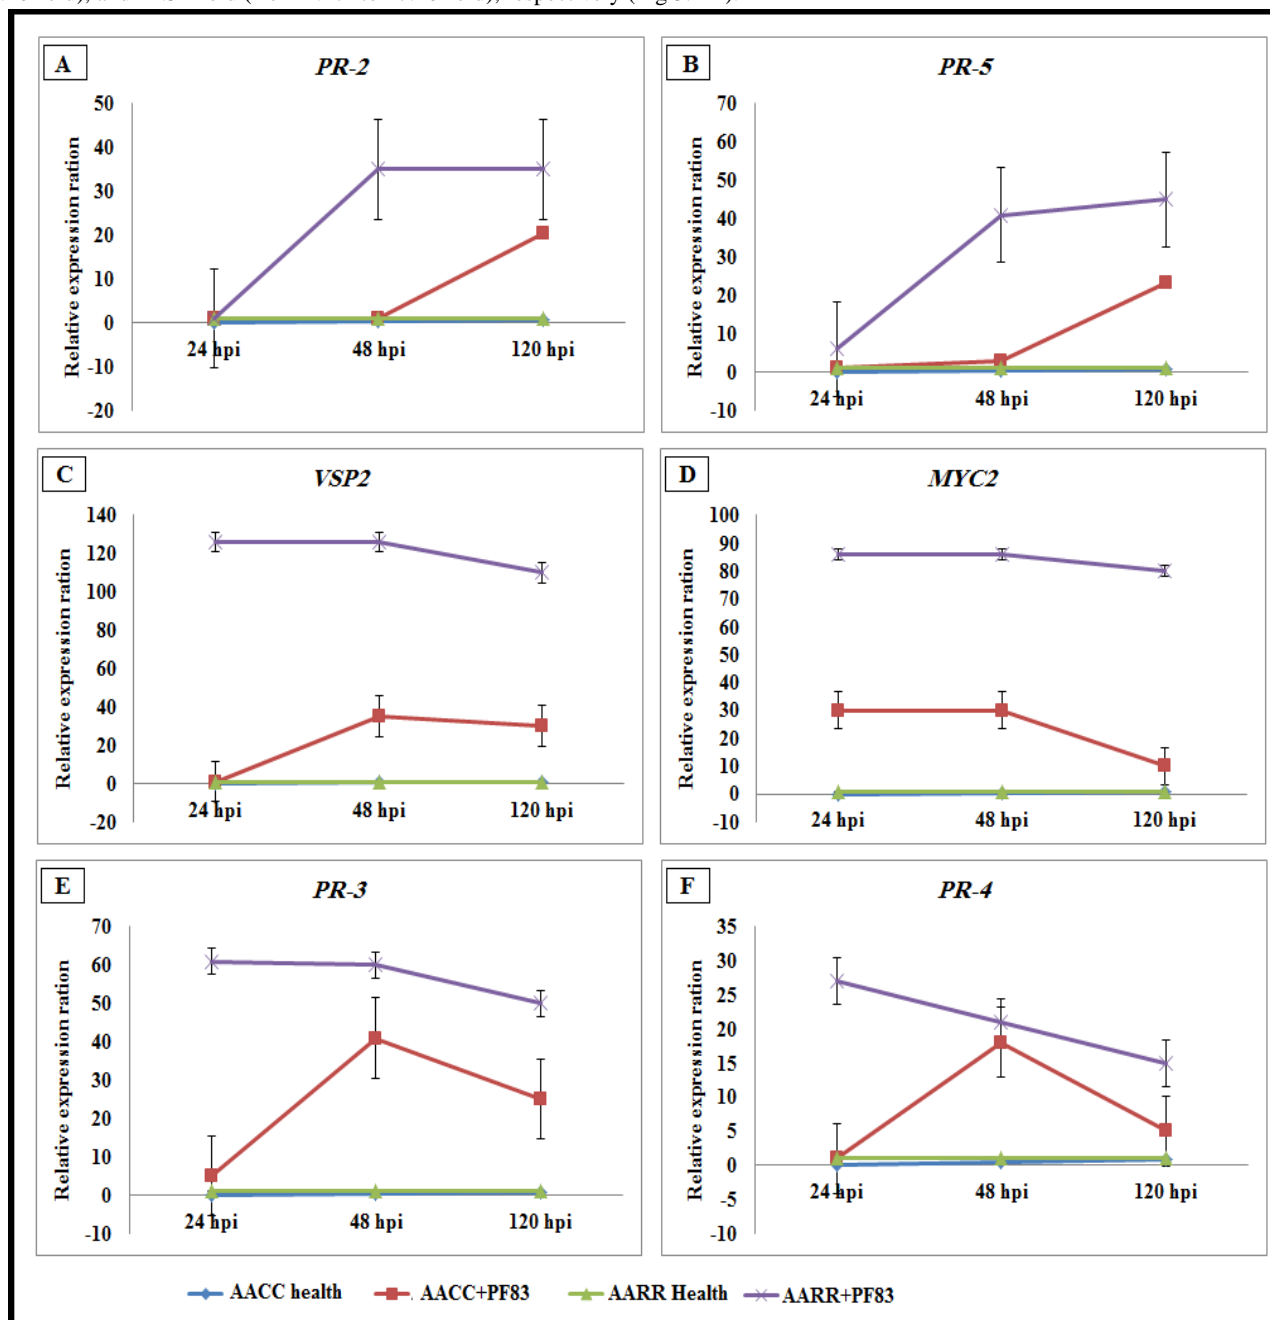 A
PR-2
Relative expression ration
50
40
30
20
10
0
-10
-20
24 hpi 48 hpi 120 hpi
B
PR-5
Relative expression ration
70
60
50
40
30
20
10
0
-10
24 hpi 48 hpi 120 hpi
C
VSP2
Relative expression ration
140
120
100
80
60
40
20
0
-20
24 hpi 48 hpi 120 hpi
D
MYC2
Relative expression ration
100
90
80
70
60
50
40
30
20
10
0
-10
24 hpi 48 hpi 120 hpi
E
PR-3
Relative expression ration
70
60
50
40
30
20
10
0
-10
24 hpi 48 hpi 120 hpi
F
PR-4
Relative expression ration
35
30
25
20
15
10
5
0
-5
-10
24 hpi 48 hpi 120 hpi
AACC health AACC+PF83 AARR Health AARR+PF83